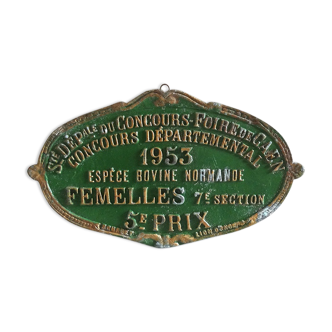 Sté DÉPale DU CONCOURS-FOIRE DE CAEN
CONCOURS DÉPARTEMENTAL
1953
ESPÈCE BOVINE NORMANDE
FEMELLES 7E SECTION
5E PRIX